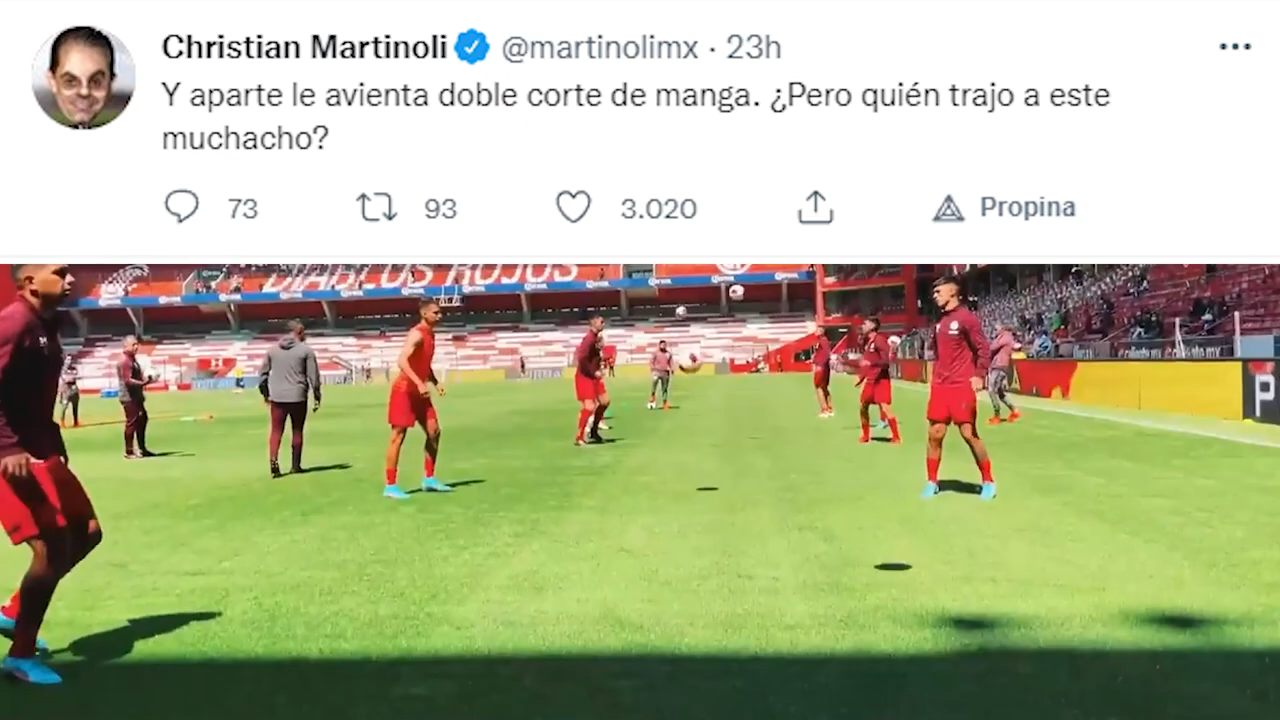 Christian Martinoli @martinolimx · 23h
Y aparte le avienta doble corte de manga. ¿Pero quién trajo a este
muchacho?
73 93 3.020 Propina
DIABLOS ROJOS
P